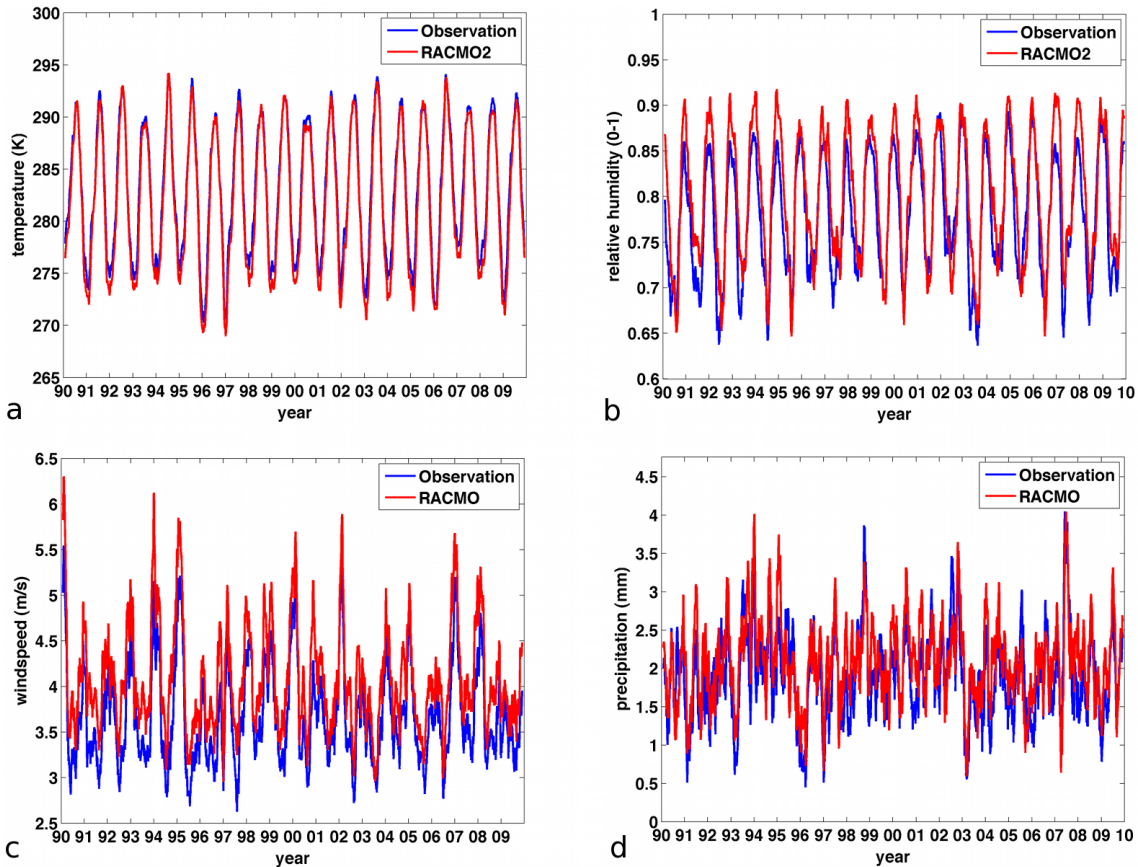 300
295
290
285
280
275
270
265
temperature (K)
Observation
RACMO2
90 91 92 93 94 95 96 97 98 99 00 01 02 03 04 05 06 07 08 09
year
a
1
0.95
0.9
0.85
0.8
0.75
0.7
0.65
0.6
relative humidity (0-1)
Observation
RACMO2
90 91 92 93 94 95 96 97 98 99 00 01 02 03 04 05 06 07 08 09 10
year
b
6.5
6
5.5
5
4.5
4
3.5
3
2.5
windspeed (m/s)
Observation
RACMO
90 91 92 93 94 95 96 97 98 99 00 01 02 03 04 05 06 07 08 09
year
c
4.5
4
3.5
3
2.5
2
1.5
1
0.5
0
precipitation (mm)
Observation
RACMO
90 91 92 93 94 95 96 97 98 99 00 01 02 03 04 05 06 07 08 09 10
year
d